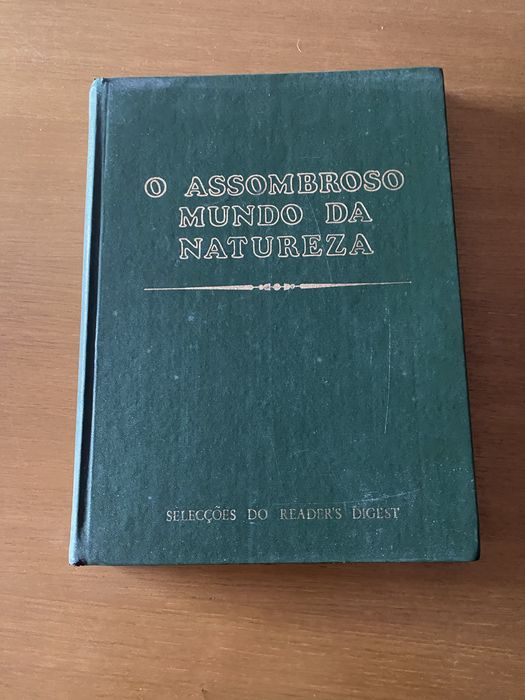 O ASSOMBROSO
MUNDO DA
NATUREZA
SELECÇÕES DO READER'S DIGEST